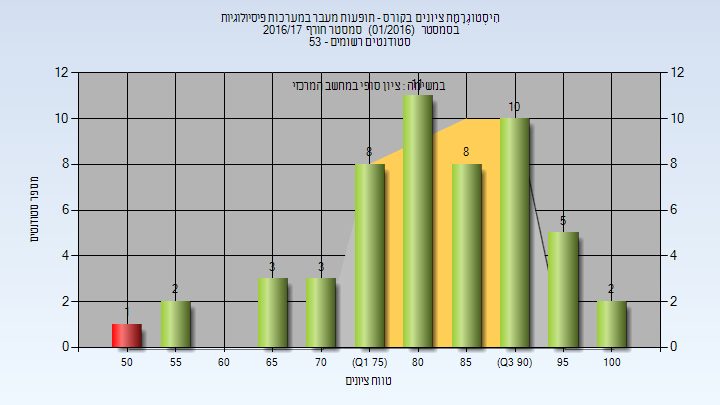 היסטוגרמת ציונים בקורס - תופעות מעבר במערכות פיסיולוגיות
בסמסטר (01/2016) סמסטר חורף 2016/17
סטודנטים רשומים - 53
במשימה : ציון סופי במחשב המרכזי
מספר סטודנטים
12 12
10 10
8 8
6 6
4 4
2 2
0 0
1 2 3 3 8 11 8 10 5 2
50 55 60 65 70 (Q1 75) 80 85 (Q3 90) 95 100
טווח ציונים